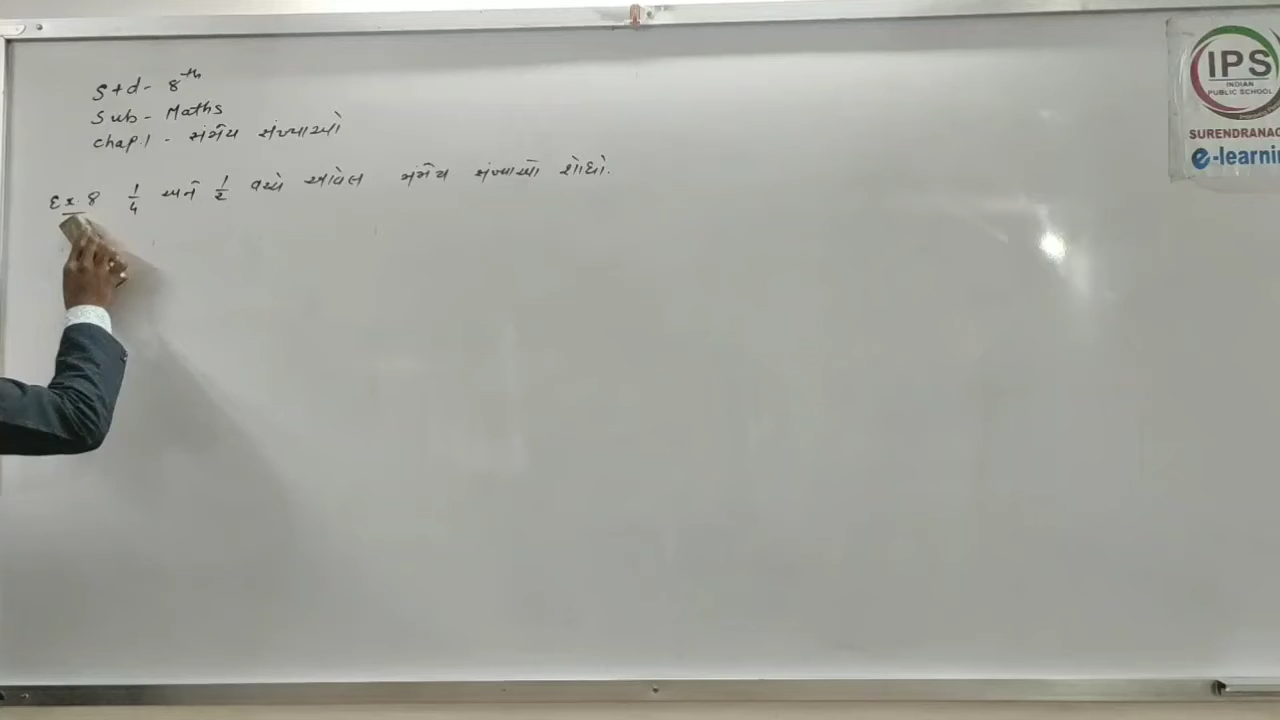 Std - 8th
Sub - Maths
Chap.1 - સંમેય સંખ્યાઓ
Ex. 8 1/4 અને 1/2 વચ્ચે આવેલ સંમેય સંખ્યાઓ શોધો.
IPS
INDIAN
PUBLIC SCHOOL
SURENDRANAG
e-learnin